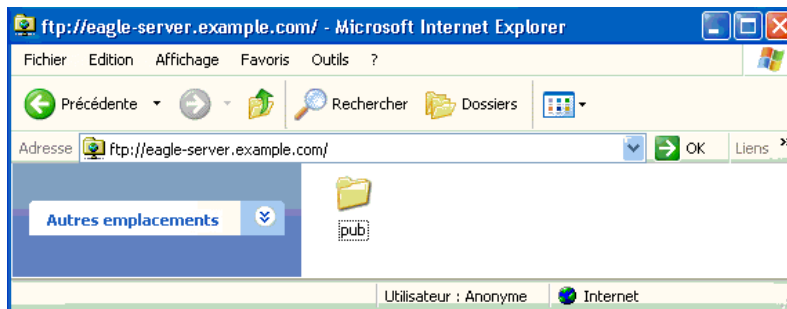 ftp://eagle-server.example.com/ - Microsoft Internet Explorer
Fichier Edition Affichage Favoris Outils ?
Précédente Rechercher Dossiers
Adresse ftp://eagle-server.example.com/ OK Liens »
Autres emplacements
pub
Utilisateur : Anonyme Internet